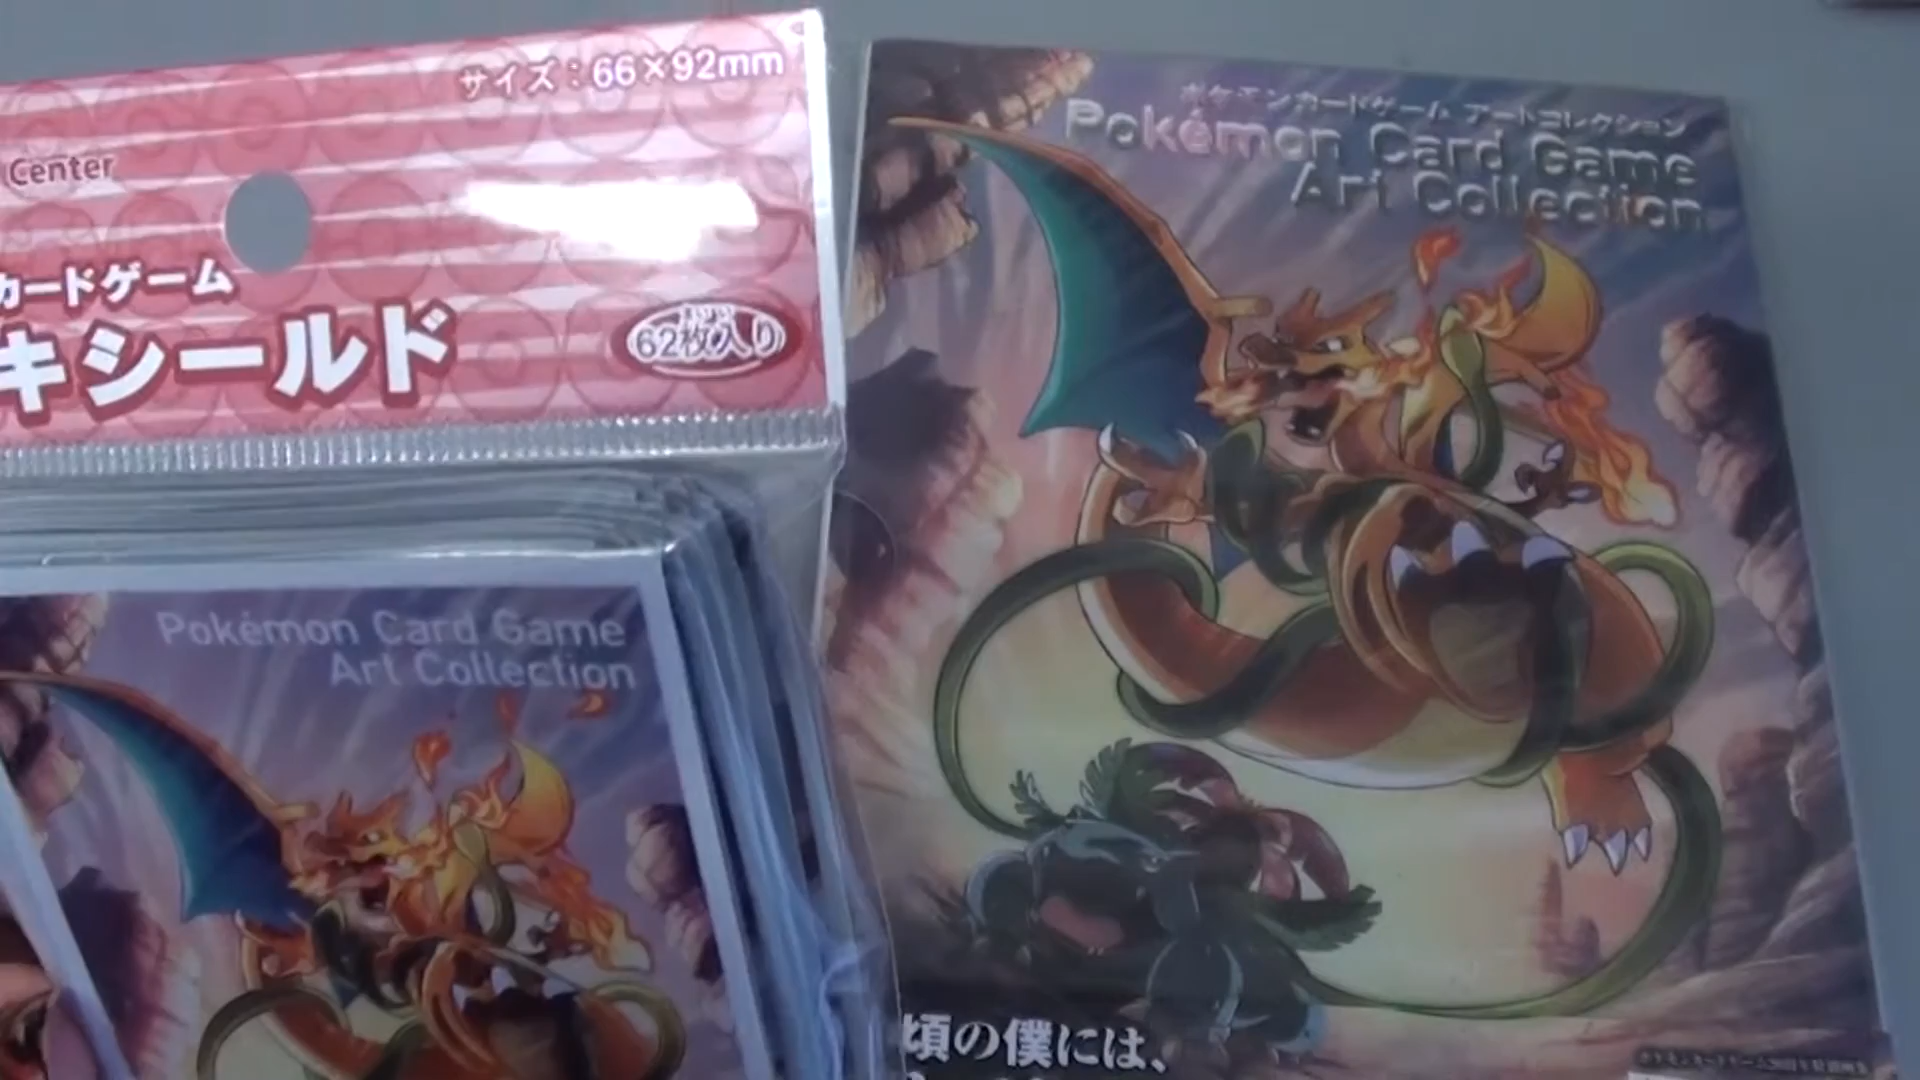 サイズ：66×92mm
Center
カードゲーム
キシールド
62枚入り
Pokémon Card Game
Art Collection
ポケモンカードゲーム アートコレクション
Pokémon Card Game
Art Collection
頃の僕には、